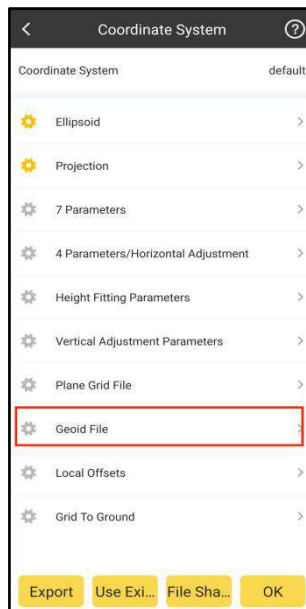 Coordinate System
Coordinate System default
Ellipsoid
Projection
7 Parameters
4 Parameters/Horizontal Adjustment
Height Fitting Parameters
Vertical Adjustment Parameters
Plane Grid File
Geoid File
Local Offsets
Grid To Ground
Export Use Exi... File Sha... OK